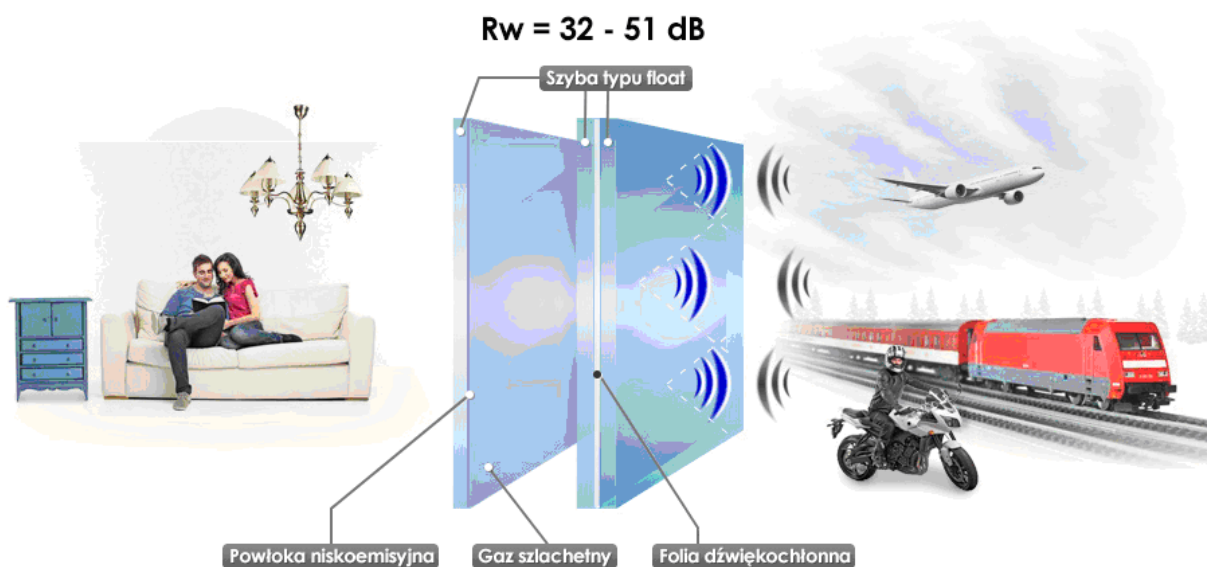 Rw = 32 - 51 dB
Szyba typu float
Powłoka niskoemisyjna
Gaz szlachetny
Folia dźwiękochłonna